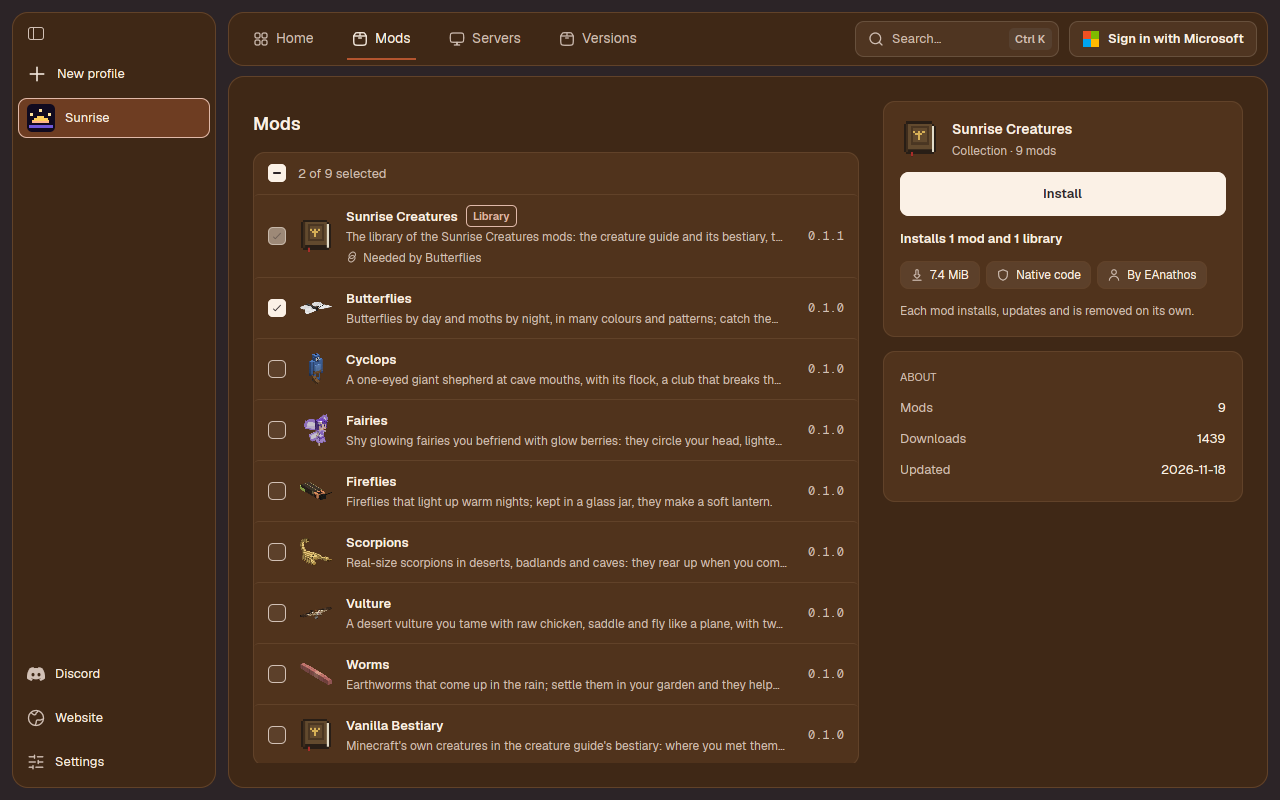 New profile
Sunrise
Discord
Website
Settings
Home
Mods
Servers
Versions
Search...
Ctrl K
Sign in with Microsoft
Mods
2 of 9 selected
Sunrise Creatures
Library
The library of the Sunrise Creatures mods: the creature guide and its bestiary, t...
0.1.1
Needed by Butterflies
Butterflies
Butterflies by day and moths by night, in many colours and patterns; catch the...
0.1.0
Cyclops
A one-eyed giant shepherd at cave mouths, with its flock, a club that breaks th...
0.1.0
Fairies
Shy glowing fairies you befriend with glow berries: they circle your head, lighte...
0.1.0
Fireflies
Fireflies that light up warm nights; kept in a glass jar, they make a soft lantern.
0.1.0
Scorpions
Real-size scorpions in deserts, badlands and caves: they rear up when you com...
0.1.0
Vulture
A desert vulture you tame with raw chicken, saddle and fly like a plane, with tw...
0.1.0
Worms
Earthworms that come up in the rain; settle them in your garden and they help...
0.1.0
Vanilla Bestiary
Minecraft's own creatures in the creature guide's bestiary: where you met them...
0.1.0
Sunrise Creatures
Collection · 9 mods
Install
Installs 1 mod and 1 library
7.4 MiB
Native code
By EAnathos
Each mod installs, updates and is removed on its own.
ABOUT
Mods
9
Downloads
1439
Updated
2026-11-18